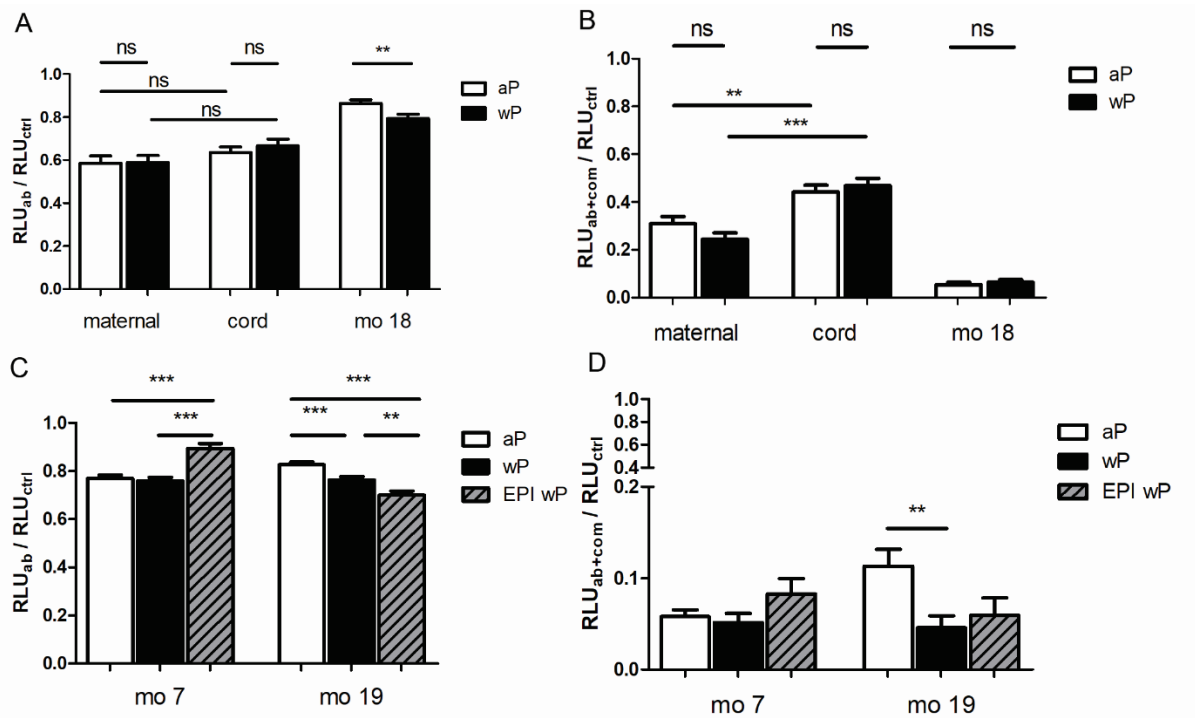 A
ns
ns
**
ns
ns
RLUab / RLUctrl
1.0
0.8
0.6
0.4
0.2
0.0
maternal
cord
mo 18
aP
wP
B
ns
ns
ns
**
***
RLUab+com / RLUctrl
1.0
0.8
0.6
0.4
0.2
0.0
maternal
cord
mo 18
aP
wP
C
***
***
***
***
**
RLUab / RLUctrl
1.0
0.8
0.6
0.4
0.2
0.0
mo 7
mo 19
aP
wP
EPI wP
D
**
RLUab+com / RLUctrl
1.0
0.8
0.6
0.4
0.2
0.1
0.0
mo 7
mo 19
aP
wP
EPI wP